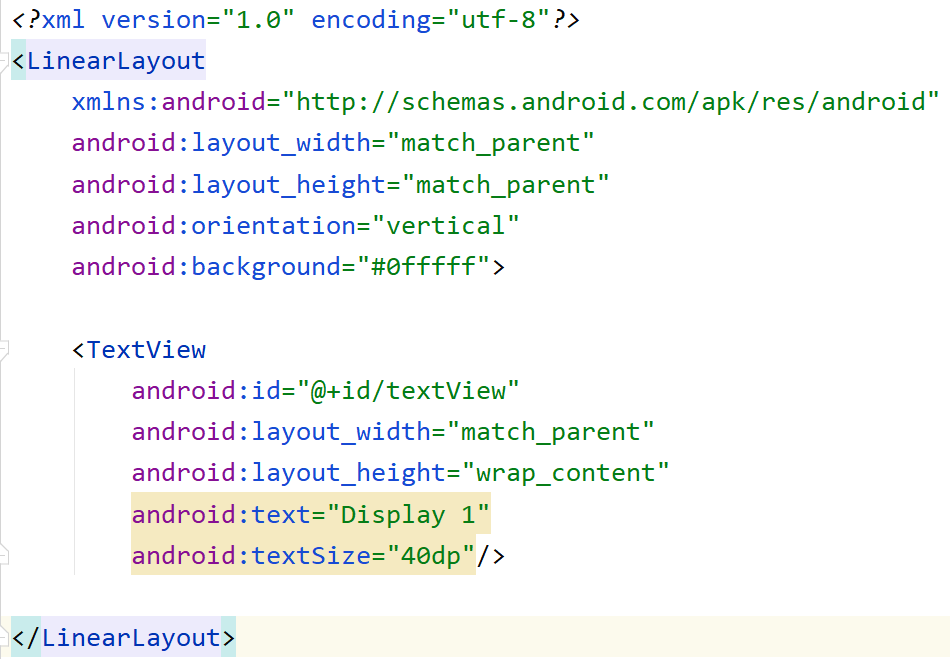 <?xml version="1.0" encoding="utf-8"?>
<LinearLayout
    xmlns:android="http://schemas.android.com/apk/res/android"
    android:layout_width="match_parent"
    android:layout_height="match_parent"
    android:orientation="vertical"
    android:background="#0fffff">

    <TextView
        android:id="@+id/textView"
        android:layout_width="match_parent"
        android:layout_height="wrap_content"
        android:text="Display 1"
        android:textSize="40dp"/>

</LinearLayout>